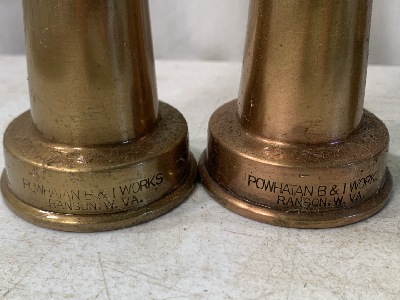 POWHATAN B & I WORKS
RANSON, W. VA.
POWHATAN B & I WORKS
RANSON, W. VA.